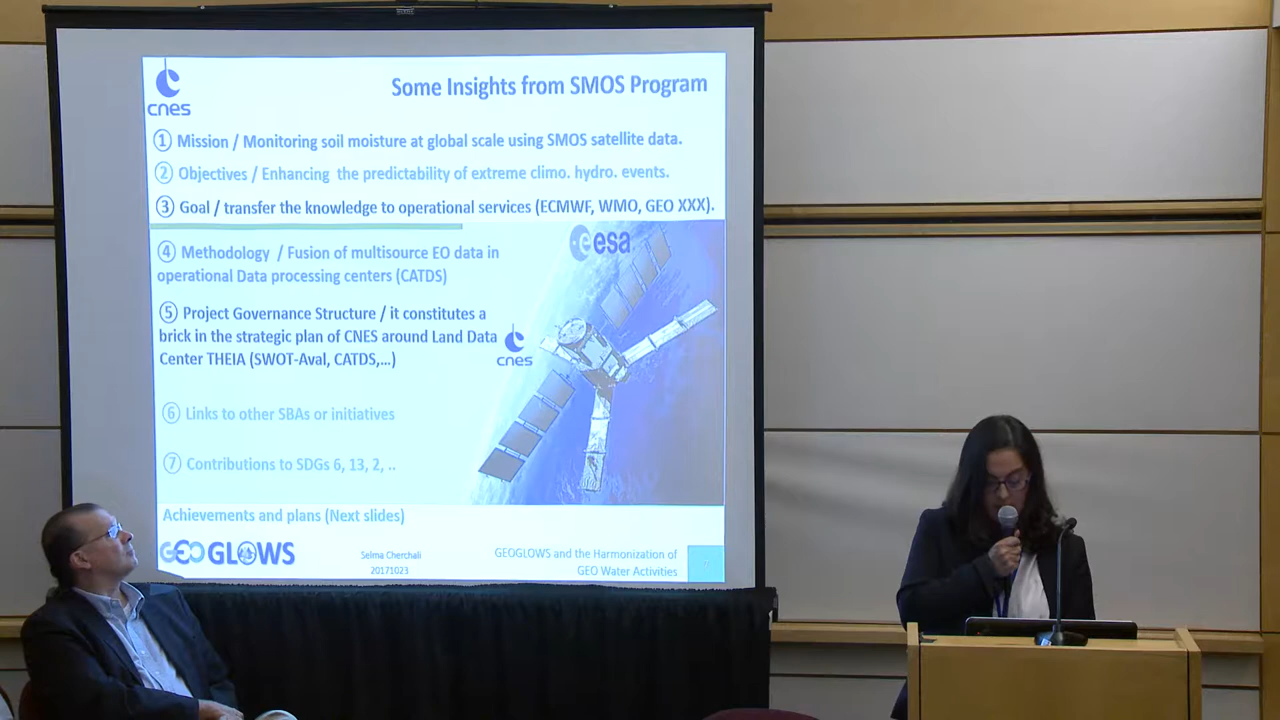 cnes
Some Insights from SMOS Program
① Mission / Monitoring soil moisture at global scale using SMOS satellite data.
② Objectives / Enhancing the predictability of extreme climo. hydro. events.
③ Goal / transfer the knowledge to operational services (ECMWF, WMO, GEO XXX).
esa
④ Methodology / Fusion of multisource EO data in
operational Data processing centers (CATDS)
⑤ Project Governance Structure / it constitutes a
brick in the strategic plan of CNES around Land Data
Center THEIA (SWOT-Aval, CATDS,...)
cnes
⑥ Links to other SBAs or initiatives
⑦ Contributions to SDGs 6, 13, 2, ..
Achievements and plans (Next slides)
GEOGLOWS
Selma Cherchali
20171023
GEOGLOWS and the Harmonization of
GEO Water Activities
7